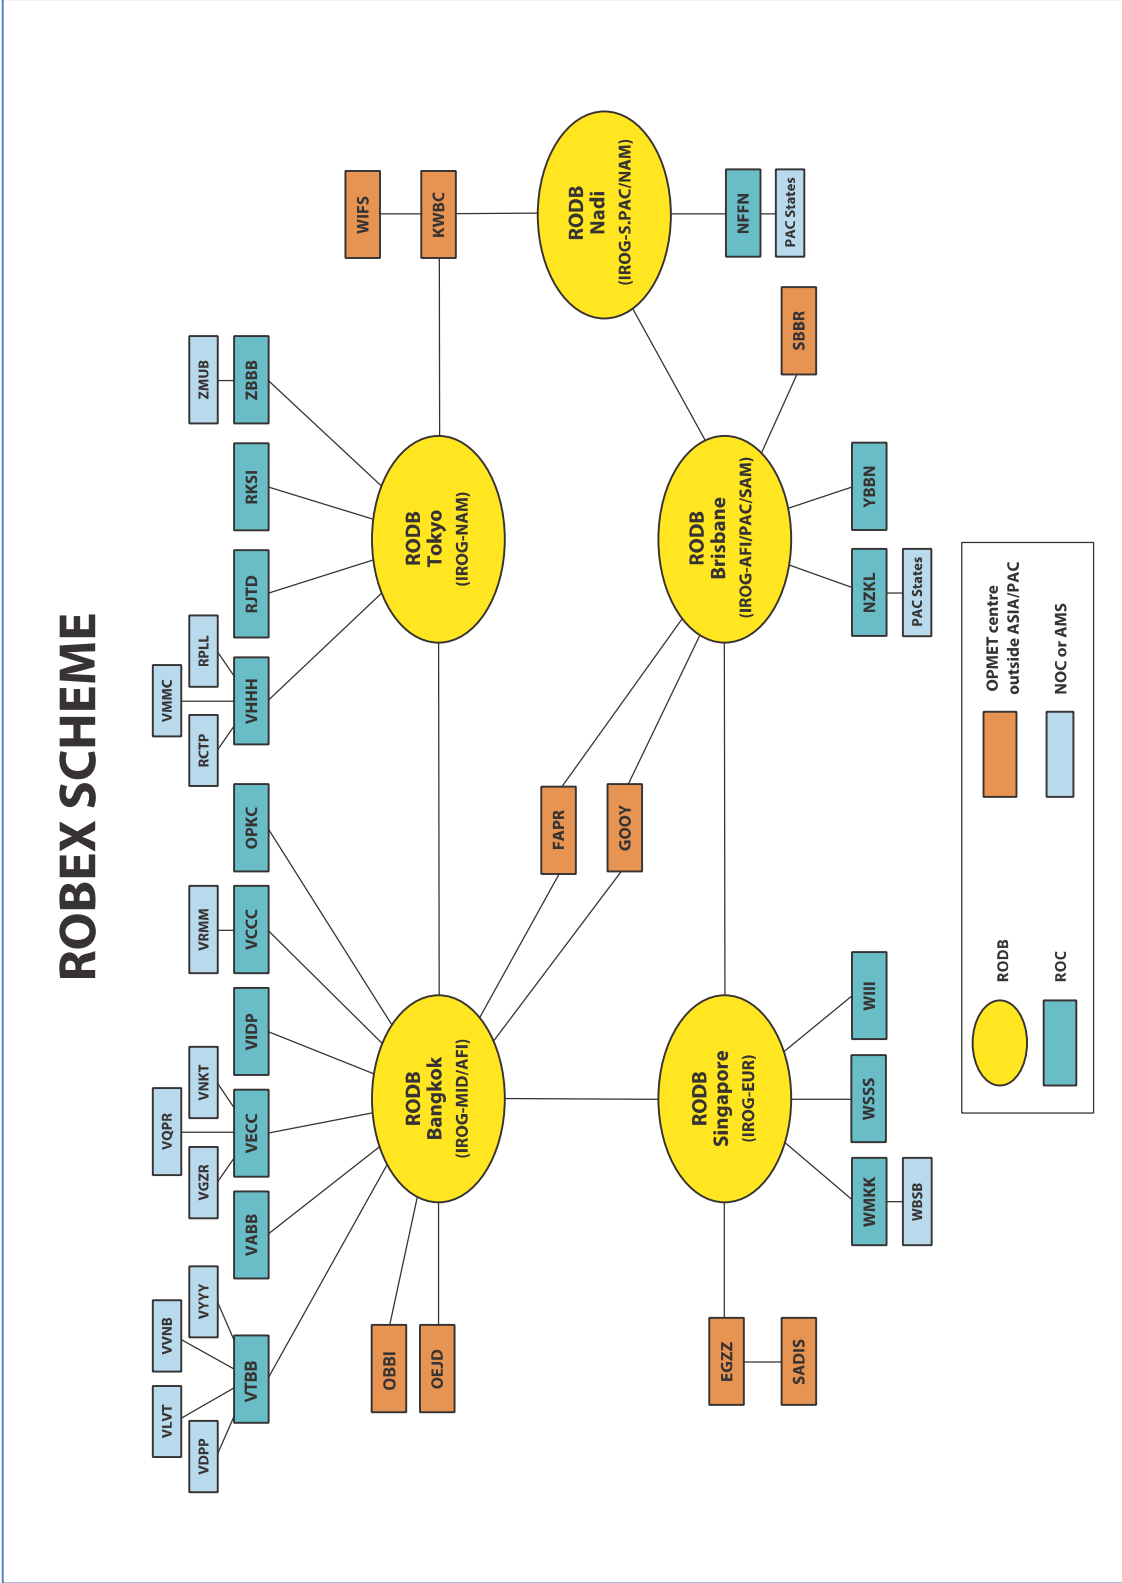 ROBEX SCHEME
VDPP
VLVT
VVNB
VYYY
VGZR
VQPR
VNKT
VRMM
RCTP
VMMC
RPLL
ZMUB
VTBB
VABB
VECC
VIDP
VCCC
OPKC
VHHH
RJTD
RKSI
ZBBB
WIFS
KWBC
OBBI
OEJD
RODB
Bangkok
(IROG-MID/AFI)
RODB
Tokyo
(IROG-NAM)
FAPR
GOOY
RODB
Nadi
(IROG-S.PAC/NAM)
NFFN
PAC States
EGZZ
SADIS
RODB
Singapore
(IROG-EUR)
RODB
Brisbane
(IROG-AFI/PAC/SAM)
SBBR
WMKK
WBSB
WSSS
WIII
NZKL
PAC States
YBBN
RODB
OPMET centre
outside ASIA/PAC
ROC
NOC or AMS